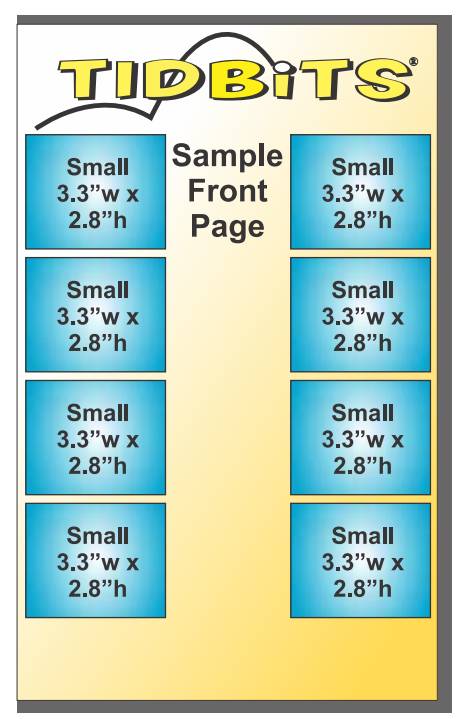 TIDBiTS®
Sample
Front
Page
Small
3.3”w x
2.8”h
Small
3.3”w x
2.8”h
Small
3.3”w x
2.8”h
Small
3.3”w x
2.8”h
Small
3.3”w x
2.8”h
Small
3.3”w x
2.8”h
Small
3.3”w x
2.8”h
Small
3.3”w x
2.8”h